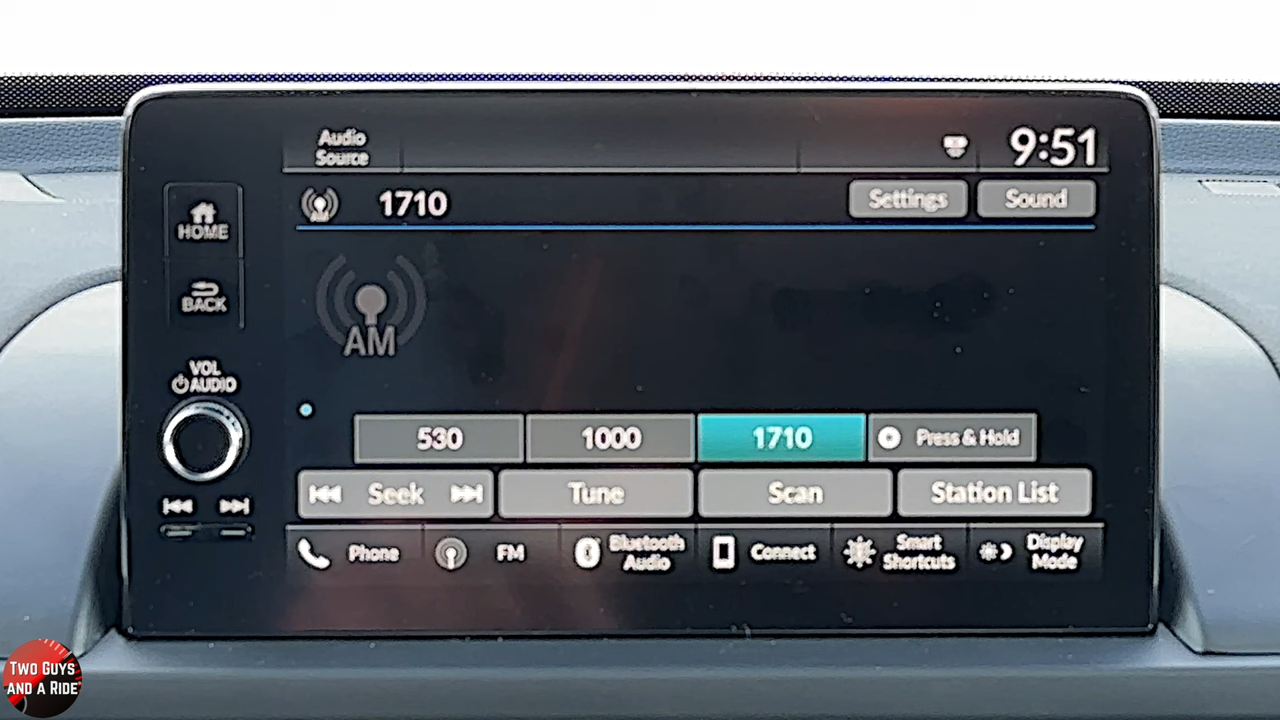 Audio
Source
9:51
AM
1710
Settings
Sound
HOME
BACK
AM
VOL
AUDIO
530
1000
1710
Press & Hold
Seek
Tune
Scan
Station List
Phone
FM
Bluetooth
Audio
Connect
Smart
Shortcuts
Display
Mode
TWO GUYS
AND A RIDE